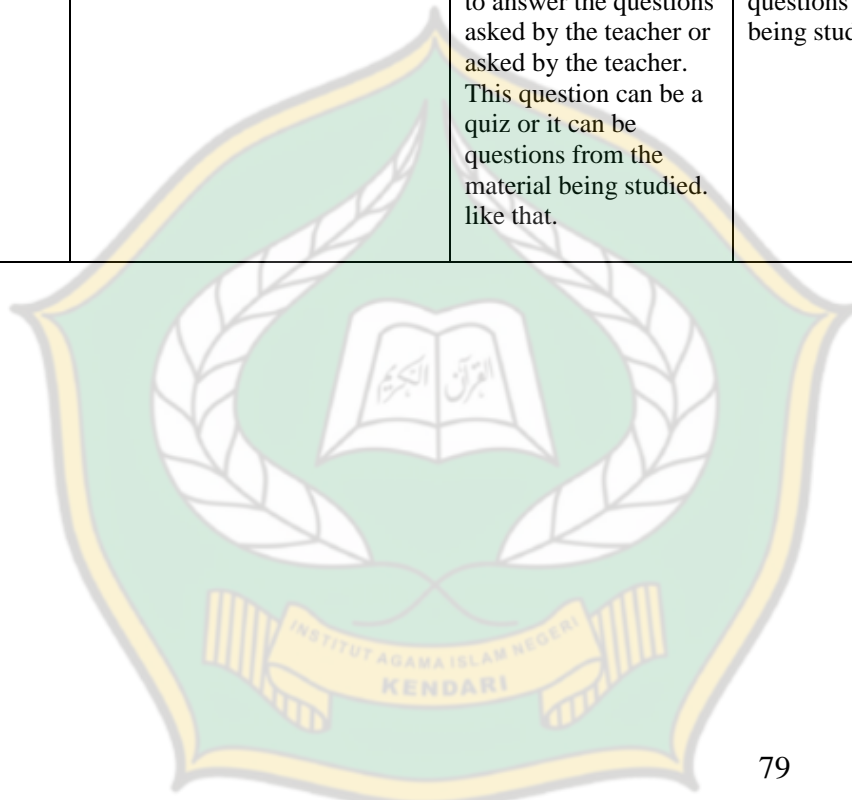 to answer the questions
asked by the teacher or
asked by the teacher.
This question can be a
quiz or it can be
questions from the
material being studied.
like that.
questions
being stud
القرآن الكريم
INSTITUT AGAMA ISLAM NEGERI
KENDARI
79